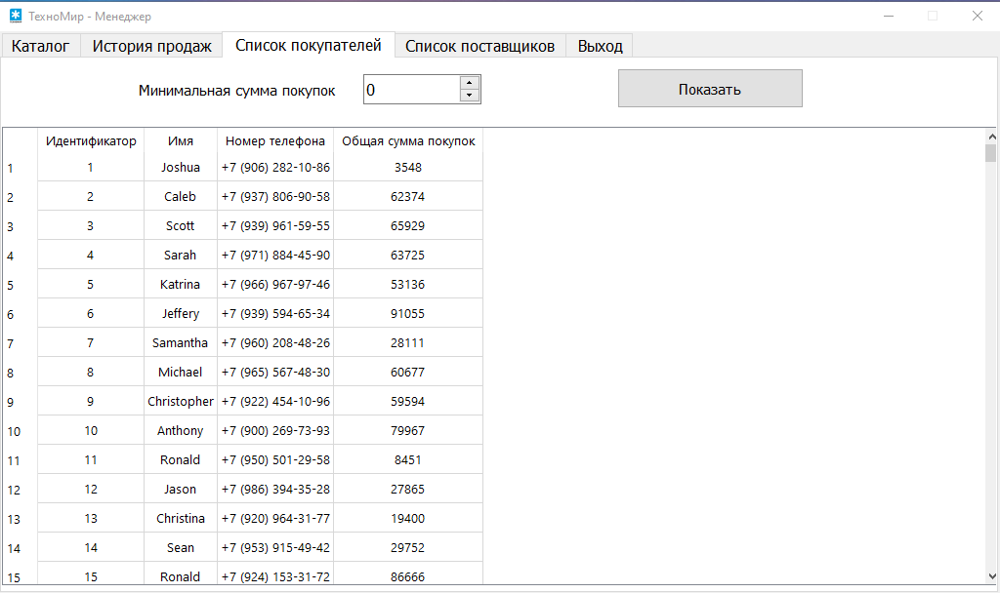 ТехноМир - Менеджер
Каталог История продаж Список покупателей Список поставщиков Выход
Минимальная сумма покупок 0 Показать
Идентификатор Имя Номер телефона Общая сумма покупок
1 1 Joshua +7 (906) 282-10-86 3548
2 2 Caleb +7 (937) 806-90-58 62374
3 3 Scott +7 (939) 961-59-55 65929
4 4 Sarah +7 (971) 884-45-90 63725
5 5 Katrina +7 (966) 967-97-46 53136
6 6 Jeffery +7 (939) 594-65-34 91055
7 7 Samantha +7 (960) 208-48-26 28111
8 8 Michael +7 (965) 567-48-30 60677
9 9 Christopher +7 (922) 454-10-96 59594
10 10 Anthony +7 (900) 269-73-93 79967
11 11 Ronald +7 (950) 501-29-58 8451
12 12 Jason +7 (986) 394-35-28 27865
13 13 Christina +7 (920) 964-31-77 19400
14 14 Sean +7 (953) 915-49-42 29752
15 15 Ronald +7 (924) 153-31-72 86666